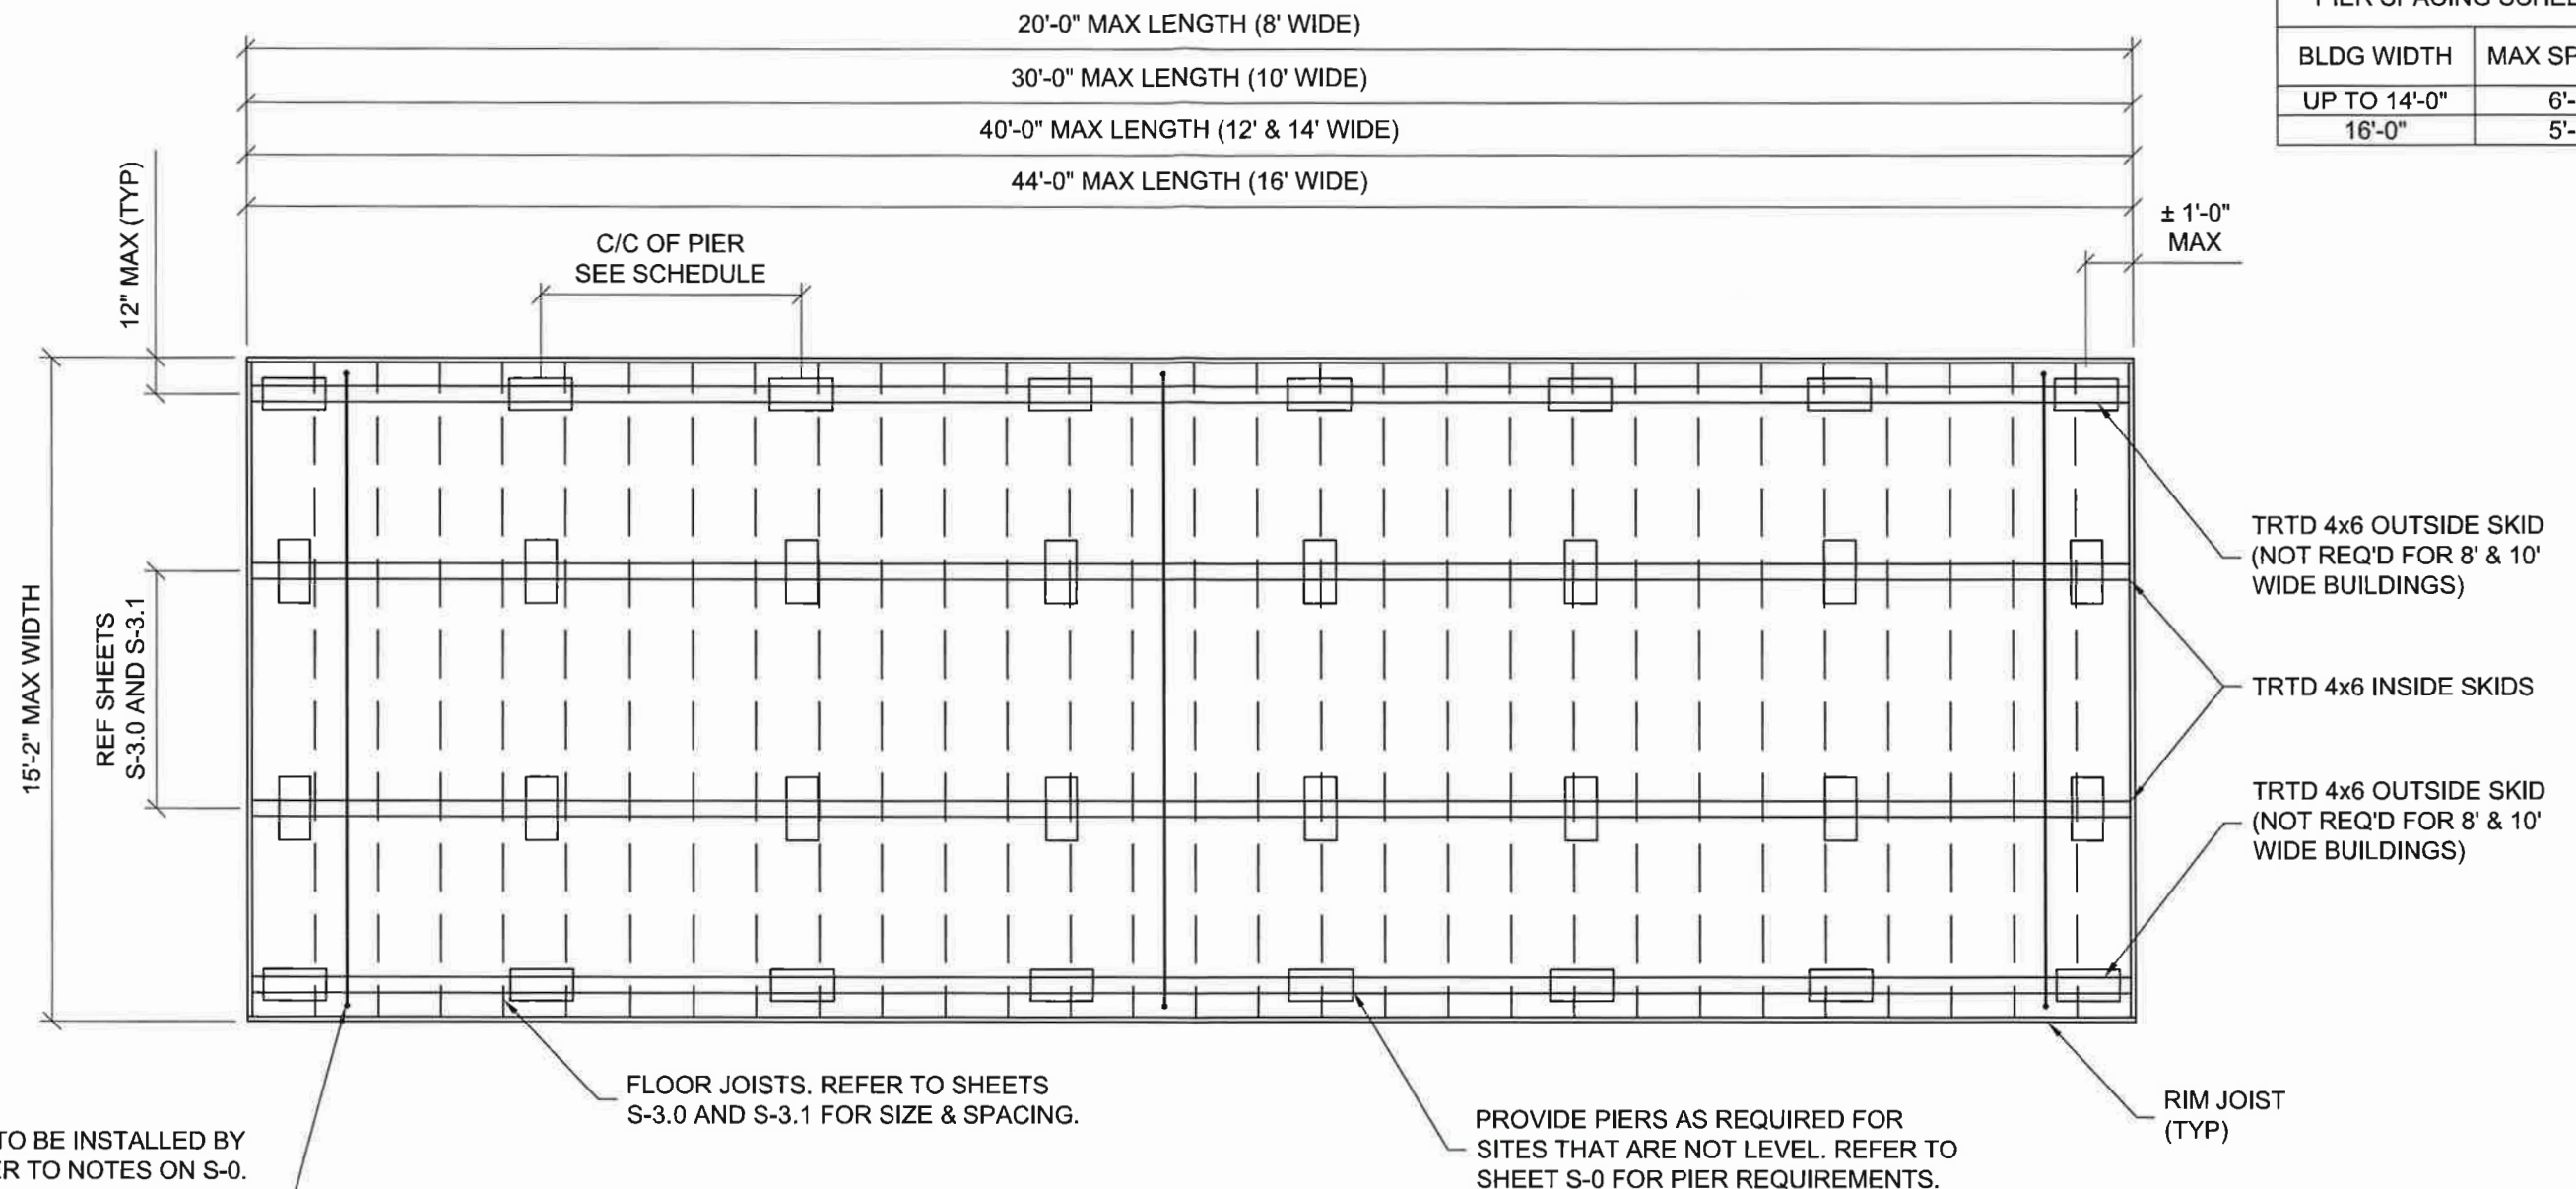 20'-0" MAX LENGTH (8' WIDE)
30'-0" MAX LENGTH (10' WIDE)
40'-0" MAX LENGTH (12' & 14' WIDE)
44'-0" MAX LENGTH (16' WIDE)
PIER SPACING
BLDG WIDTH
MAX
UP TO 14'-0"
6'-
16'-0"
5'-
± 1'-0"
MAX
12" MAX (TYP)
C/C OF PIER
SEE SCHEDULE
15'-2" MAX WIDTH
REF SHEETS
S-3.0 AND S-3.1
TRTD 4x6 OUTSIDE SKID
(NOT REQ'D FOR 8' & 10'
WIDE BUILDINGS)
TRTD 4x6 INSIDE SKIDS
TRTD 4x6 OUTSIDE SKID
(NOT REQ'D FOR 8' & 10'
WIDE BUILDINGS)
FLOOR JOISTS. REFER TO SHEETS
S-3.0 AND S-3.1 FOR SIZE & SPACING.
PROVIDE PIERS AS REQUIRED FOR
SITES THAT ARE NOT LEVEL. REFER TO
SHEET S-0 FOR PIER REQUIREMENTS.
RIM JOIST
(TYP)
TO BE INSTALLED BY
TO NOTES ON S-0.